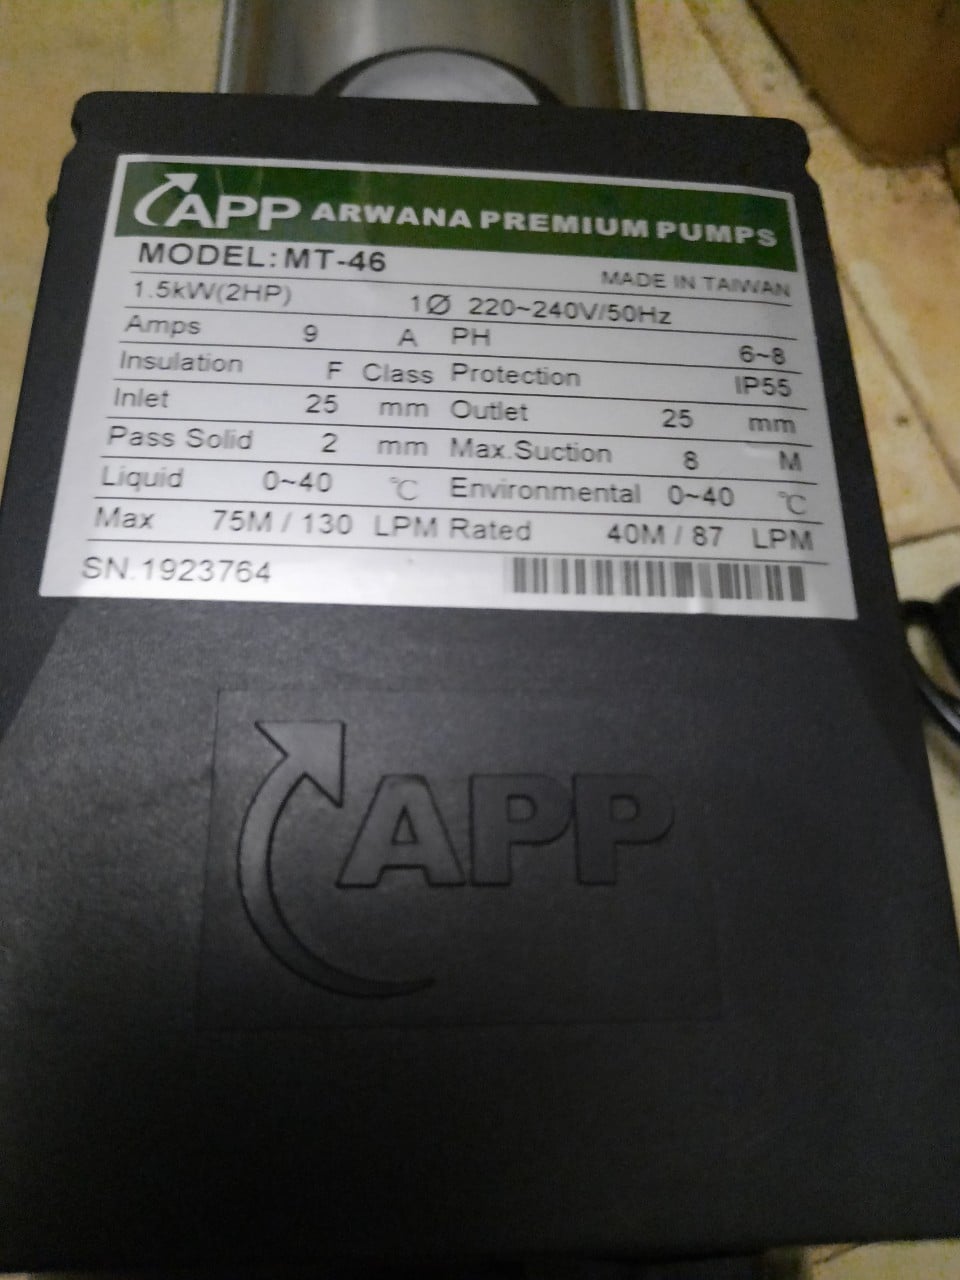 APP ARWANA PREMIUM PUMPS
MODEL: MT-46 MADE IN TAIWAN
1.5kW(2HP) 1Ø 220~240V/50Hz
Amps 9 A PH 6~8
Insulation F Class Protection IP55
Inlet 25 mm Outlet 25 mm
Pass Solid 2 mm Max.Suction 8 M
Liquid 0~40 ℃ Environmental 0~40 ℃
Max 75M / 130 LPM Rated 40M / 87 LPM
SN.1923764
APP